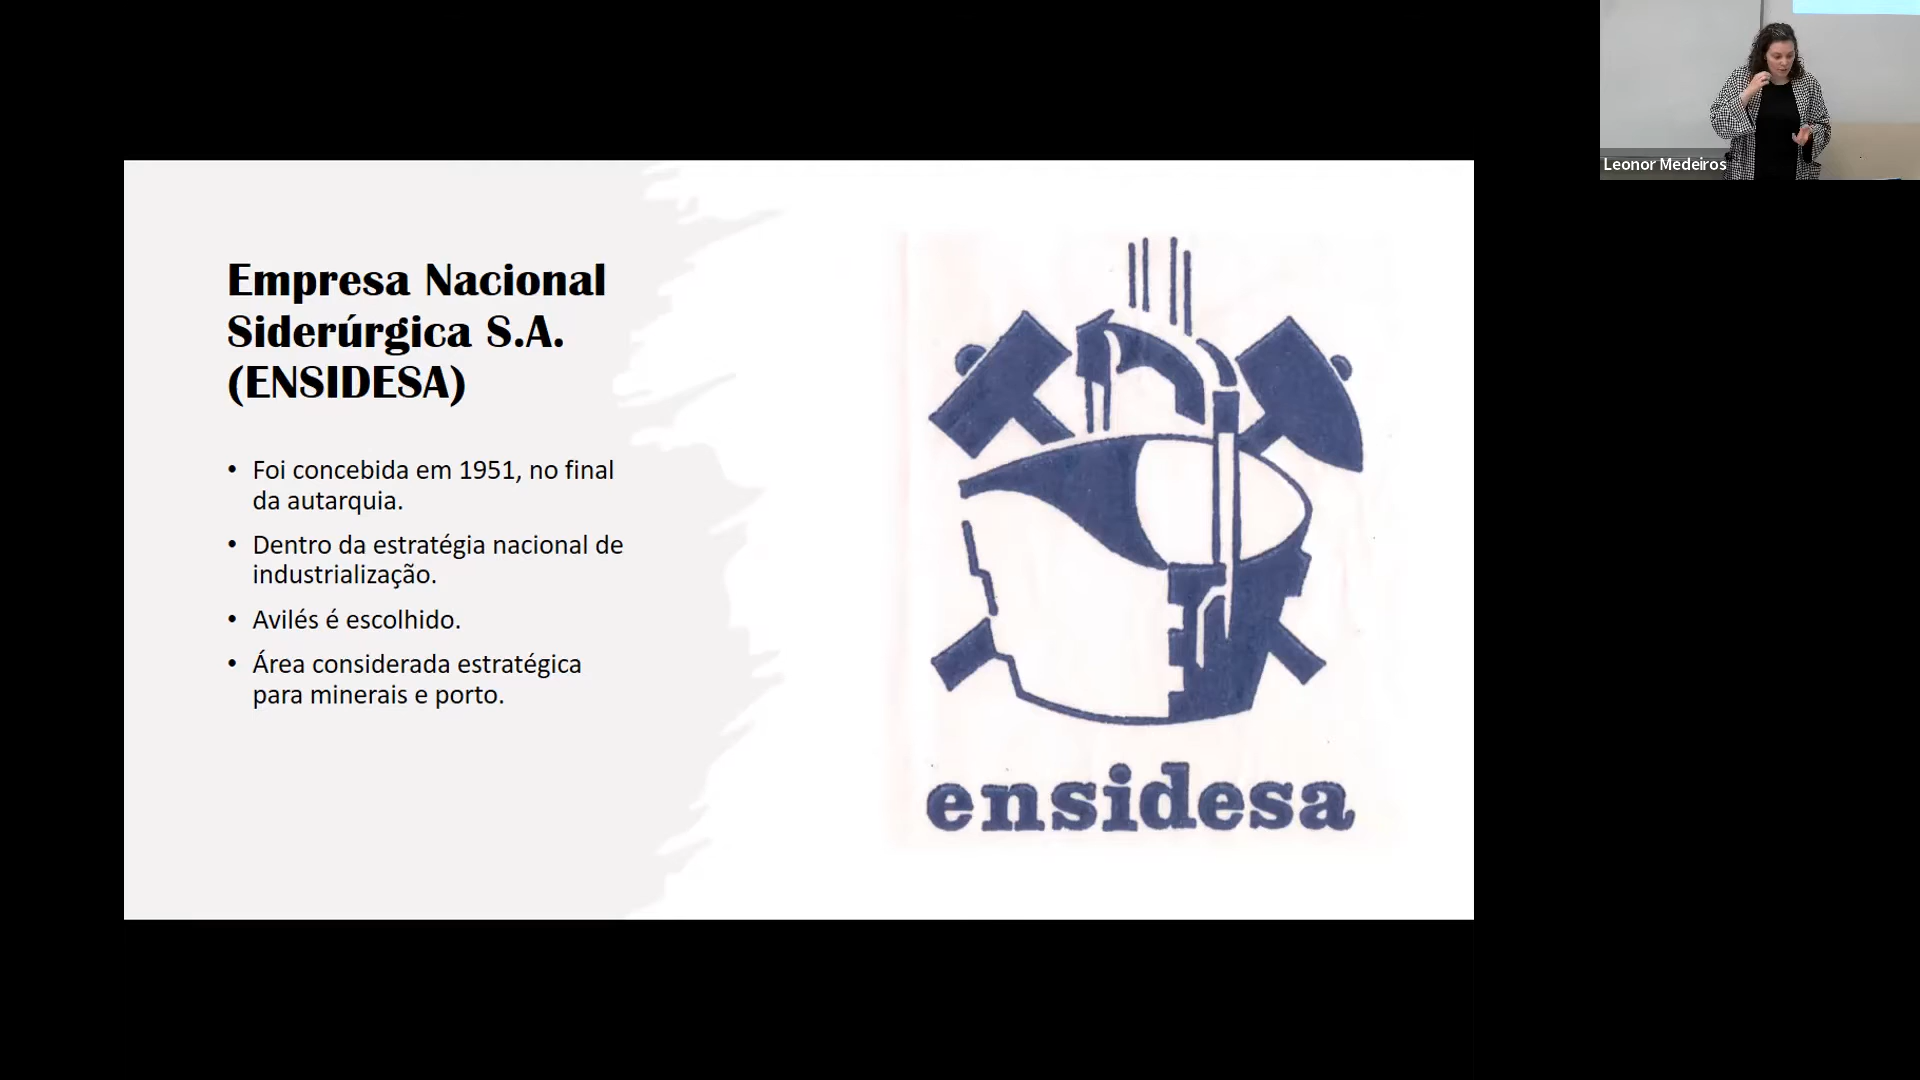 Empresa Nacional
Siderúrgica S.A.
(ENSIDESA)
• Foi concebida em 1951, no final
da autarquia.
• Dentro da estratégia nacional de
industrialização.
• Avilés é escolhido.
• Área considerada estratégica
para minerais e porto.
ensidesa
Leonor Medeiros